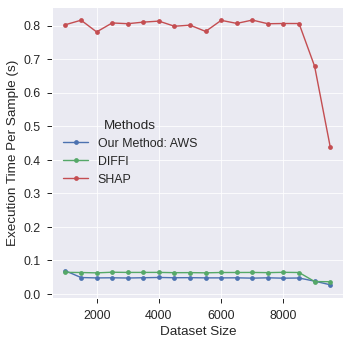 Execution Time Per Sample (s)
0.8
0.7
0.6
0.5
0.4
0.3
0.2
0.1
0.0
Methods
Our Method: AWS
DIFFI
SHAP
2000 4000 6000 8000
Dataset Size